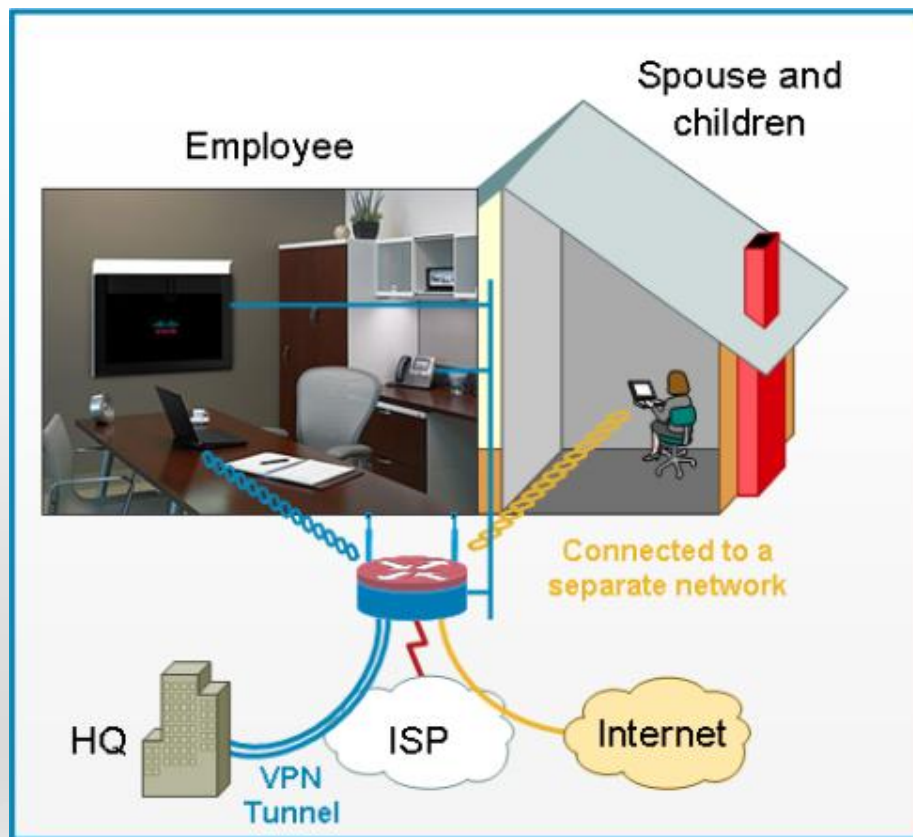 Spouse and
children
Employee
Connected to a
separate network
HQ
VPN
Tunnel
ISP
Internet